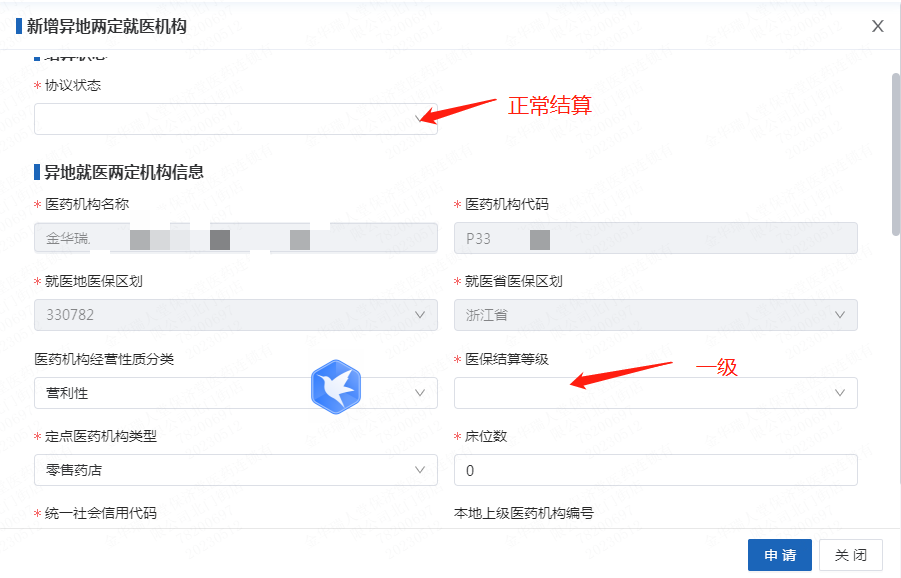 新增异地两定就医机构
X
结算状态
* 协议状态
正常结算
异地就医两定机构信息
* 医药机构名称
* 医药机构代码
金华瑞
P33
* 就医地医保区划
* 就医省医保区划
330782
浙江省
医药机构经营性质分类
* 医保结算等级
一级
营利性
* 定点医药机构类型
* 床位数
零售药店
0
* 统一社会信用代码
本地上级医药机构编号
申 请
关 闭